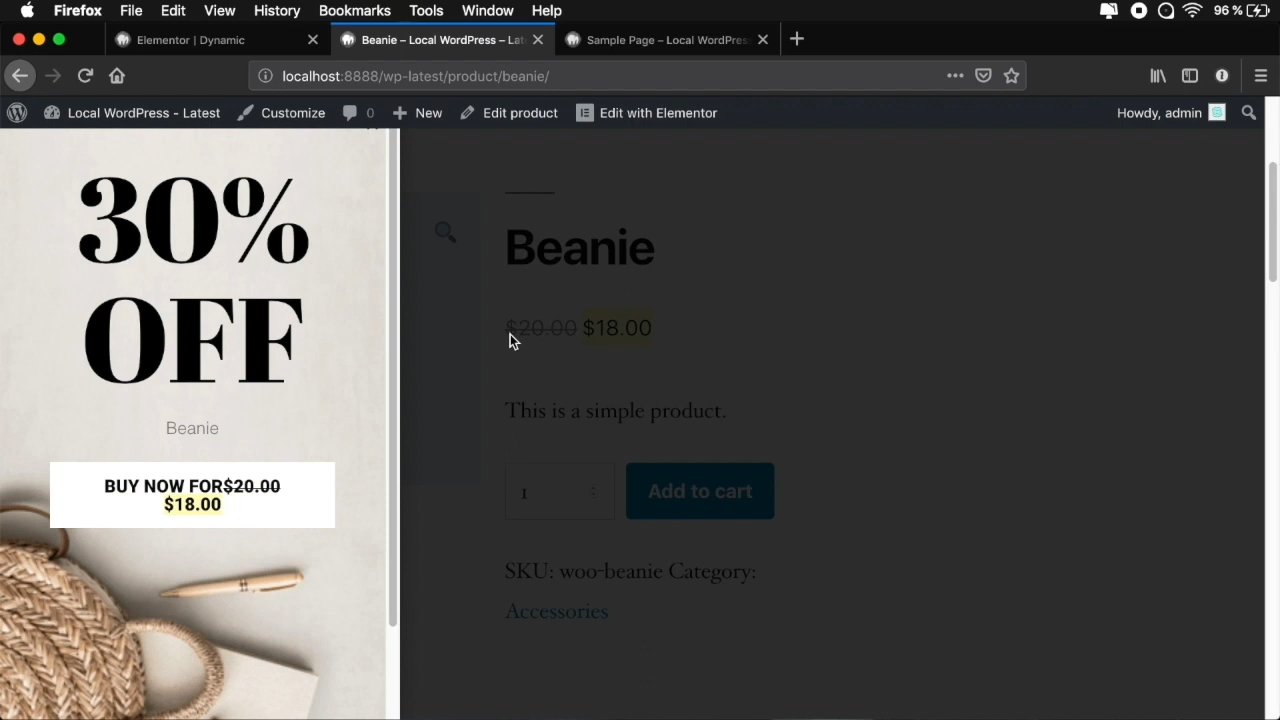 Firefox File Edit View History Bookmarks Tools Window Help 96 %
Elementor | Dynamic
Beanie – Local WordPress – Lat
Sample Page – Local WordPres
localhost:8888/wp-latest/product/beanie/
Local WordPress - Latest Customize 0 New Edit product Edit with Elementor Howdy, admin
30%
OFF
Beanie
BUY NOW FOR$20.00
$18.00
Beanie
$20.00 $18.00
This is a simple product.
1 Add to cart
SKU: woo-beanie Category:
Accessories